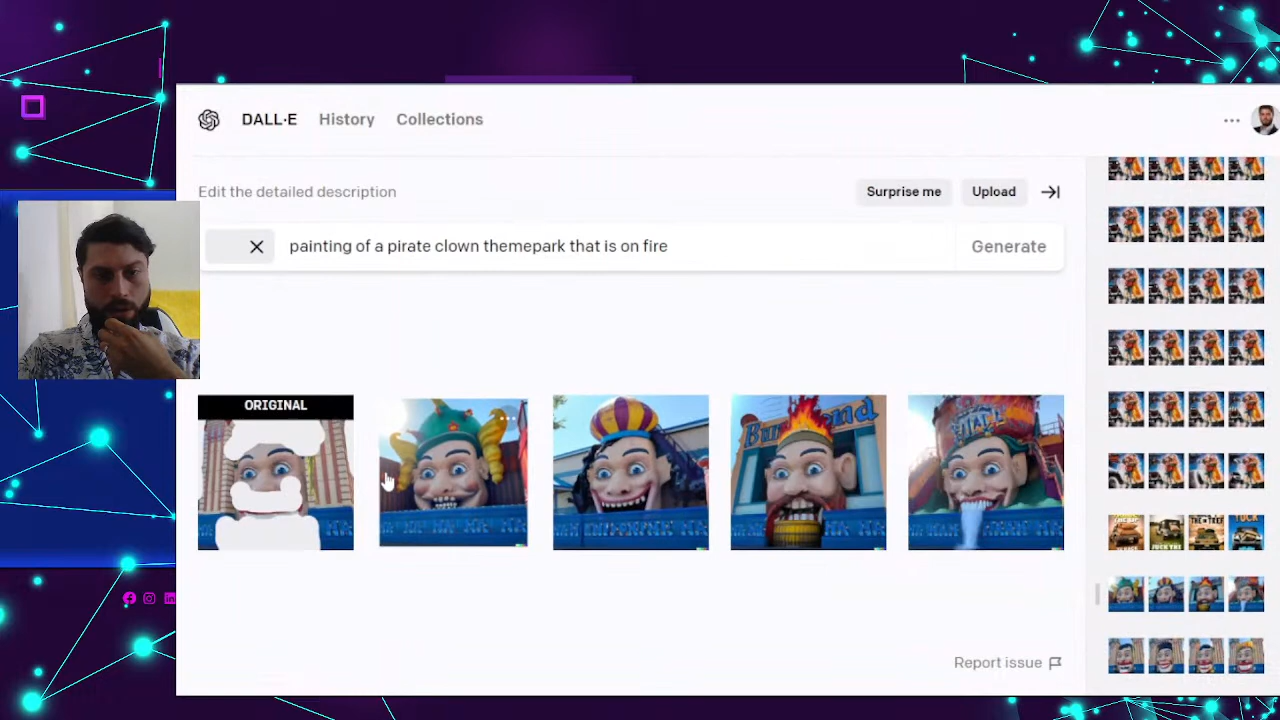 DALL·E History Collections
Edit the detailed description
Surprise me
Upload
painting of a pirate clown themepark that is on fire
Generate
ORIGINAL
Report issue